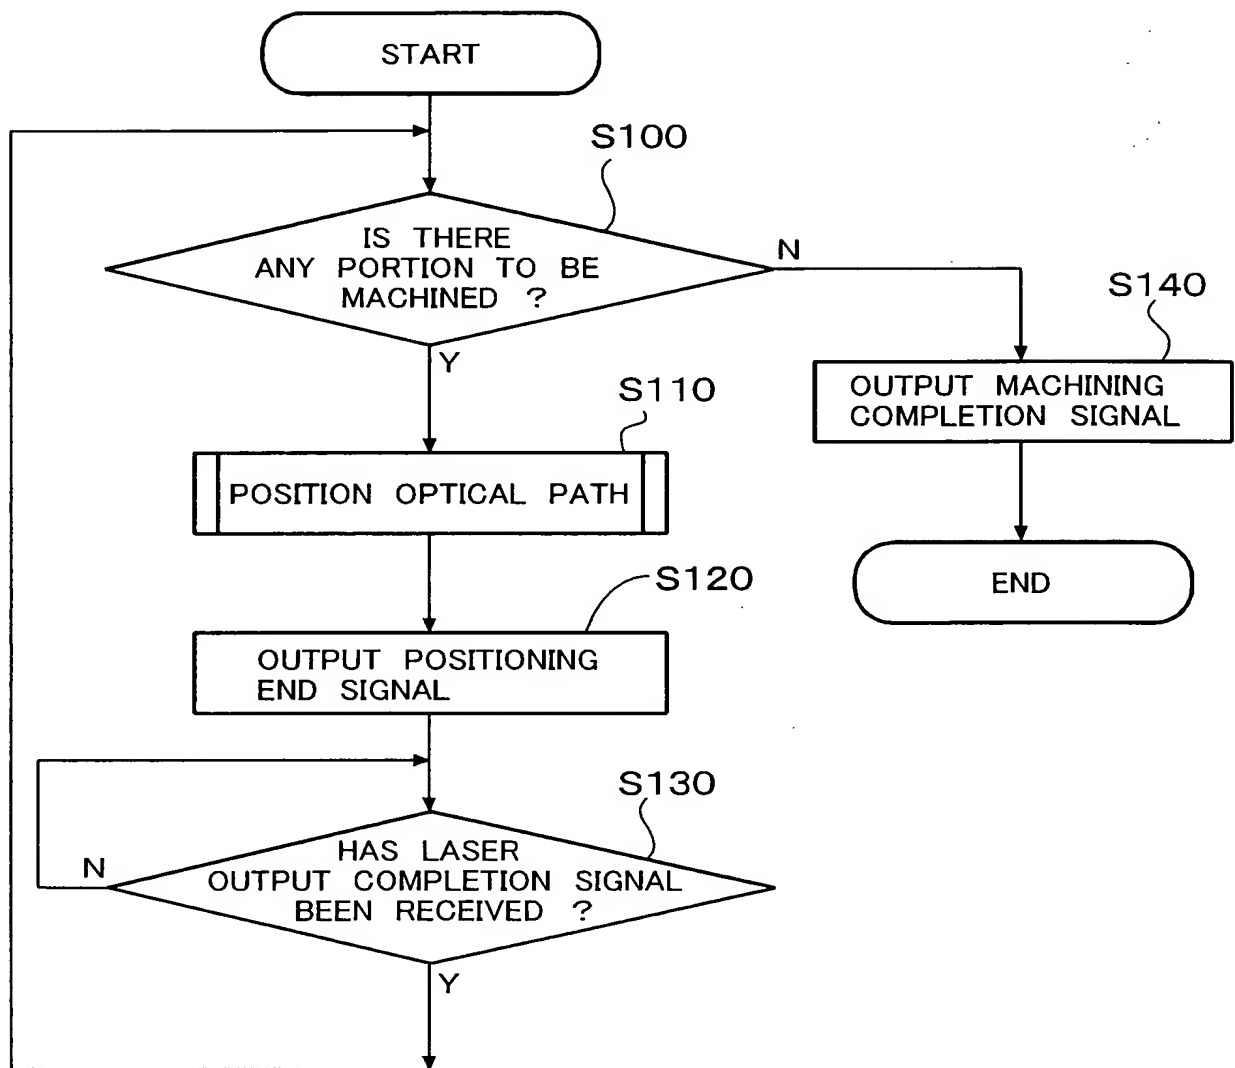 START
S100
IS THERE
ANY PORTION TO BE
MACHINED ?
N
Y
S140
OUTPUT MACHINING
COMPLETION SIGNAL
END
S110
POSITION OPTICAL PATH
S120
OUTPUT POSITIONING
END SIGNAL
S130
HAS LASER
OUTPUT COMPLETION SIGNAL
BEEN RECEIVED ?
N
Y